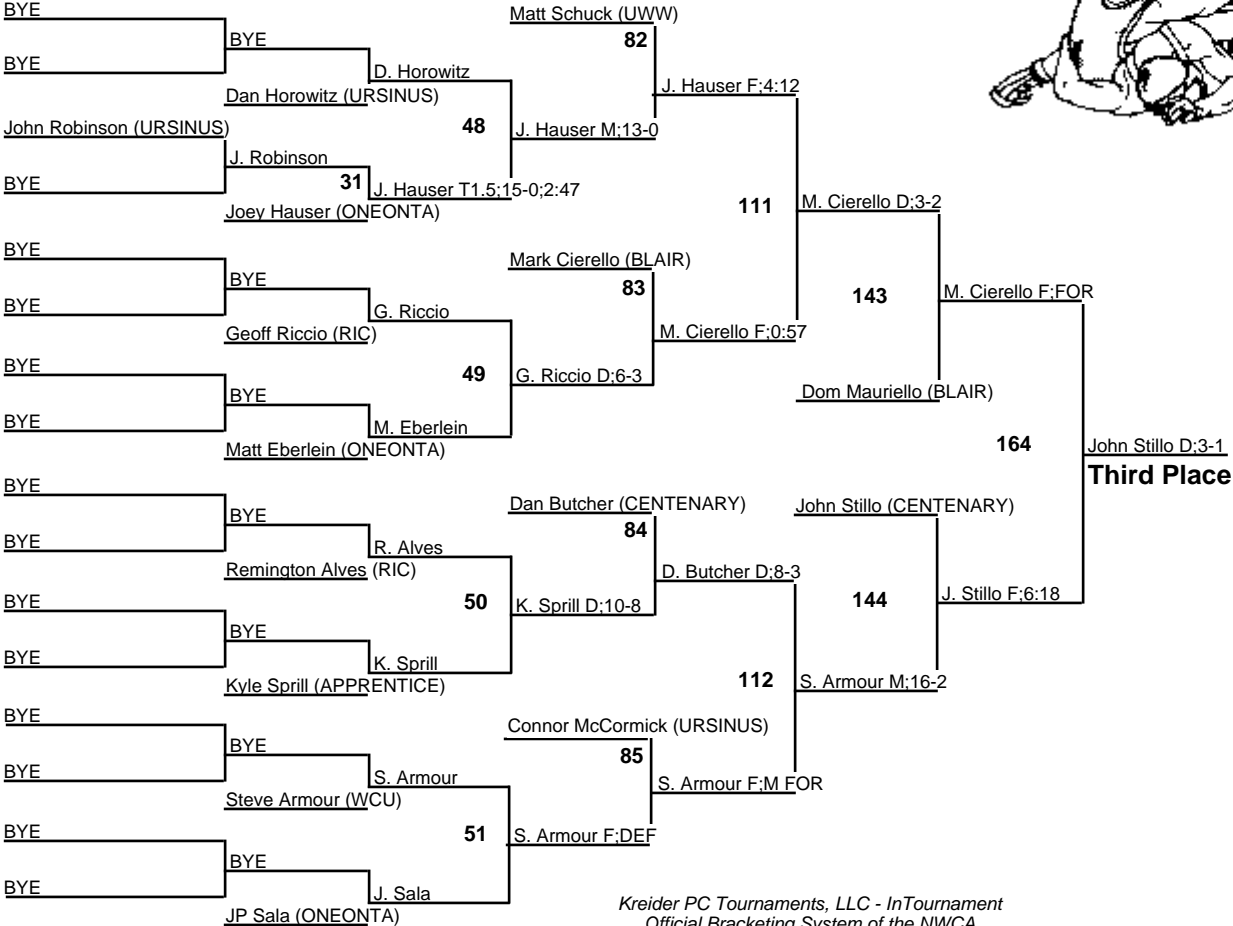 BYE
Matt Schuck (UWW)
82
BYE
BYE
D. Horowitz
J. Hauser F;4:12
Dan Horowitz (URSINUS)
48
John Robinson (URSINUS)
J. Hauser M;13-0
J. Robinson
BYE
31
J. Hauser T1.5;15-0;2:47
111
M. Cierello D;3-2
Joey Hauser (ONEONTA)
BYE
Mark Cierello (BLAIR)
BYE
83
143
M. Cierello F;FOR
BYE
G. Riccio
Geoff Riccio (RIC)
M. Cierello F;0:57
BYE
49
G. Riccio D;6-3
Dom Mauriello (BLAIR)
BYE
BYE
M. Eberlein
Matt Eberlein (ONEONTA)
164
John Stillo D;3-1
Third Place
BYE
Dan Butcher (CENTENARY)
John Stillo (CENTENARY)
BYE
84
BYE
R. Alves
Remington Alves (RIC)
D. Butcher D;8-3
BYE
50
K. Sprill D;10-8
144
J. Stillo F;6:18
BYE
BYE
K. Sprill
Kyle Sprill (APPRENTICE)
112
S. Armour M;16-2
BYE
Connor McCormick (URSINUS)
BYE
85
BYE
S. Armour
S. Armour F;M FOR
Steve Armour (WCU)
BYE
51
S. Armour F;DEF
BYE
BYE
J. Sala
JP Sala (ONEONTA)
Kreider PC Tournaments, LLC - InTournament
Official Bracketing System of the NWCA